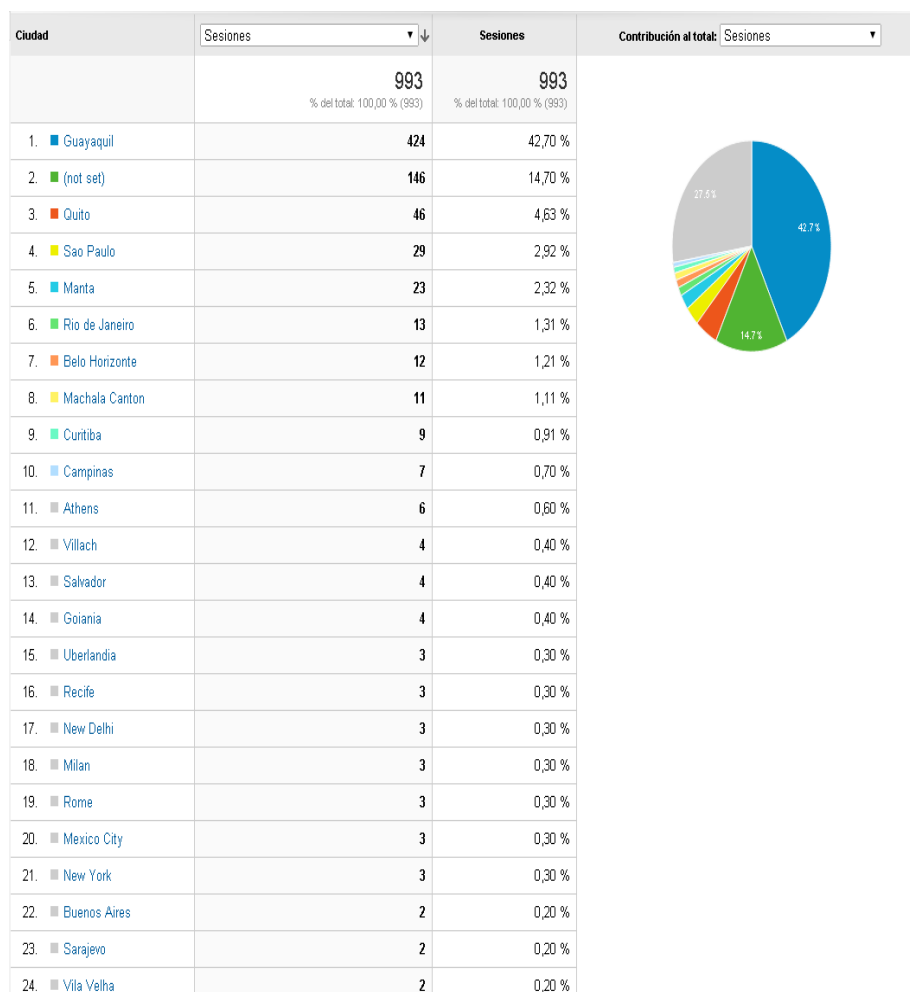 Ciudad Sesiones Sesiones Contribución al total: Sesiones
993 993
% del total: 100,00 % (993) % del total: 100,00 % (993)
1. Guayaquil 424 42,70 %
2. (not set) 146 14,70 %
3. Quito 46 4,63 %
4. Sao Paulo 29 2,92 %
5. Manta 23 2,32 %
6. Rio de Janeiro 13 1,31 %
7. Belo Horizonte 12 1,21 %
8. Machala Canton 11 1,11 %
9. Curitiba 9 0,91 %
10. Campinas 7 0,70 %
11. Athens 6 0,60 %
12. Villach 4 0,40 %
13. Salvador 4 0,40 %
14. Goiania 4 0,40 %
15. Uberlandia 3 0,30 %
16. Recife 3 0,30 %
17. New Delhi 3 0,30 %
18. Milan 3 0,30 %
19. Rome 3 0,30 %
20. Mexico City 3 0,30 %
21. New York 3 0,30 %
22. Buenos Aires 2 0,20 %
23. Sarajevo 2 0,20 %
24. Vila Velha 2 0,20 %
42.7%
14.7%